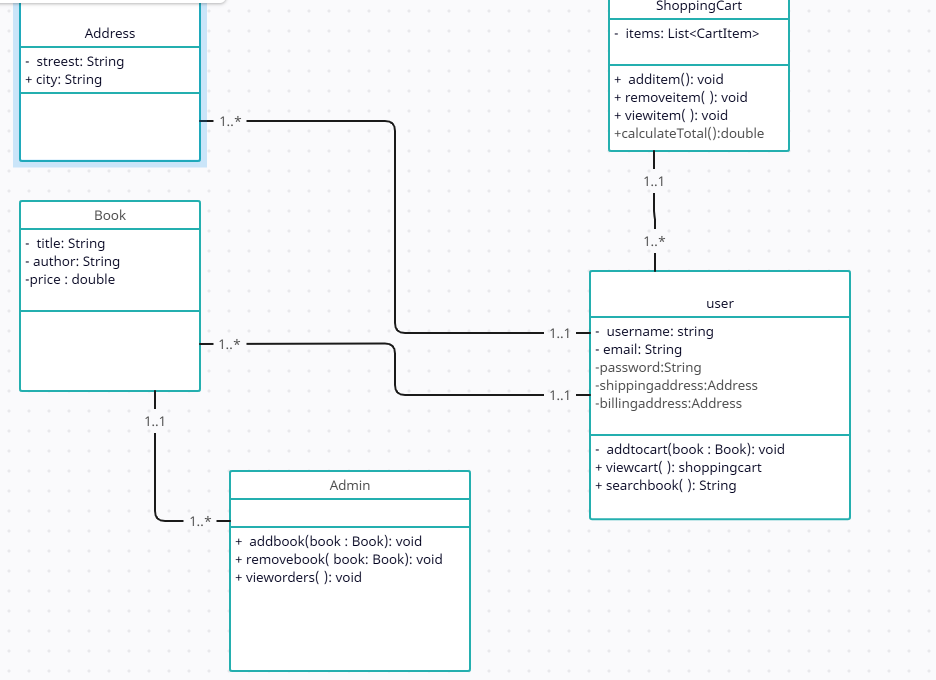 Address
- streest: String
+ city: String
1..*
ShoppingCart
- items: List<CartItem>
+ additem(): void
+ removeitem( ): void
+ viewitem( ): void
+calculateTotal():double
1..1
1..*
Book
- title: String
- author: String
-price : double
1..*
1..1
user
- username: string
- email: String
-password:String
-shippingaddress:Address
-billingaddress:Address
- addtocart(book : Book): void
+ viewcart( ): shoppingcart
+ searchbook( ): String
1..1
1..1
1..*
Admin
+ addbook(book : Book): void
+ removebook( book: Book): void
+ vieworders( ): void